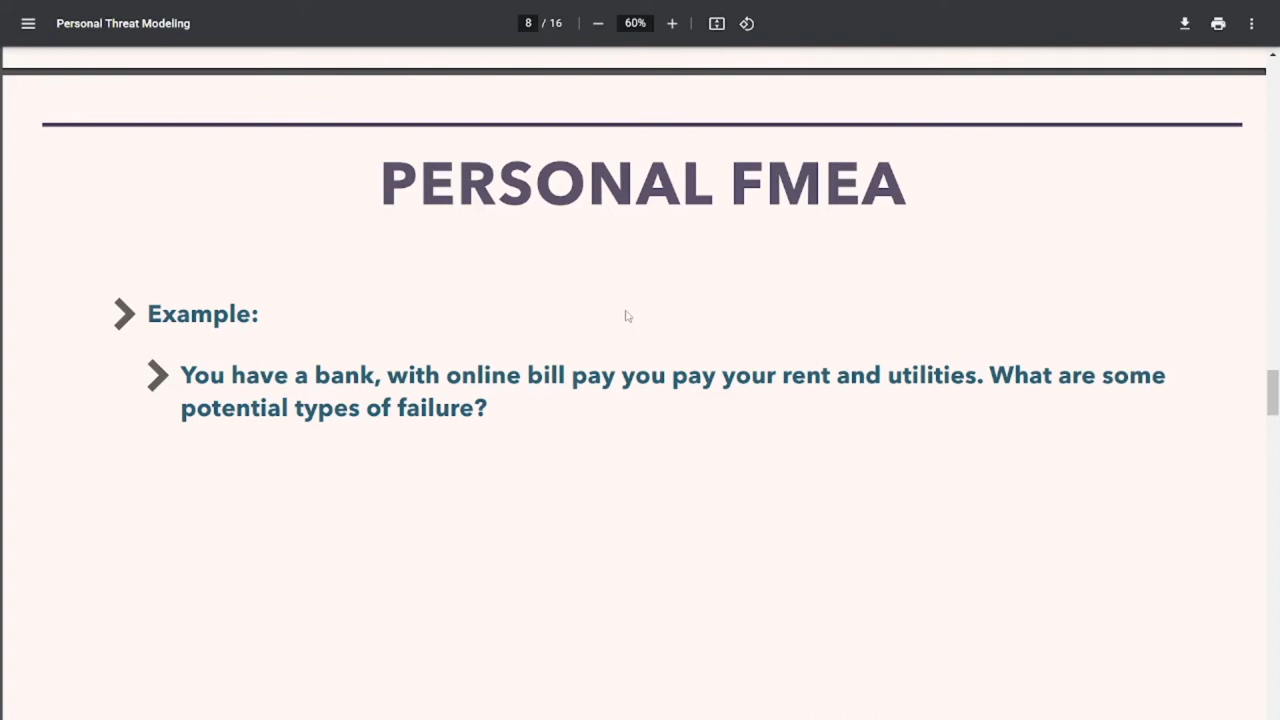 Personal Threat Modeling
8 / 16
60%
PERSONAL FMEA
Example:
You have a bank, with online bill pay you pay your rent and utilities. What are some
potential types of failure?